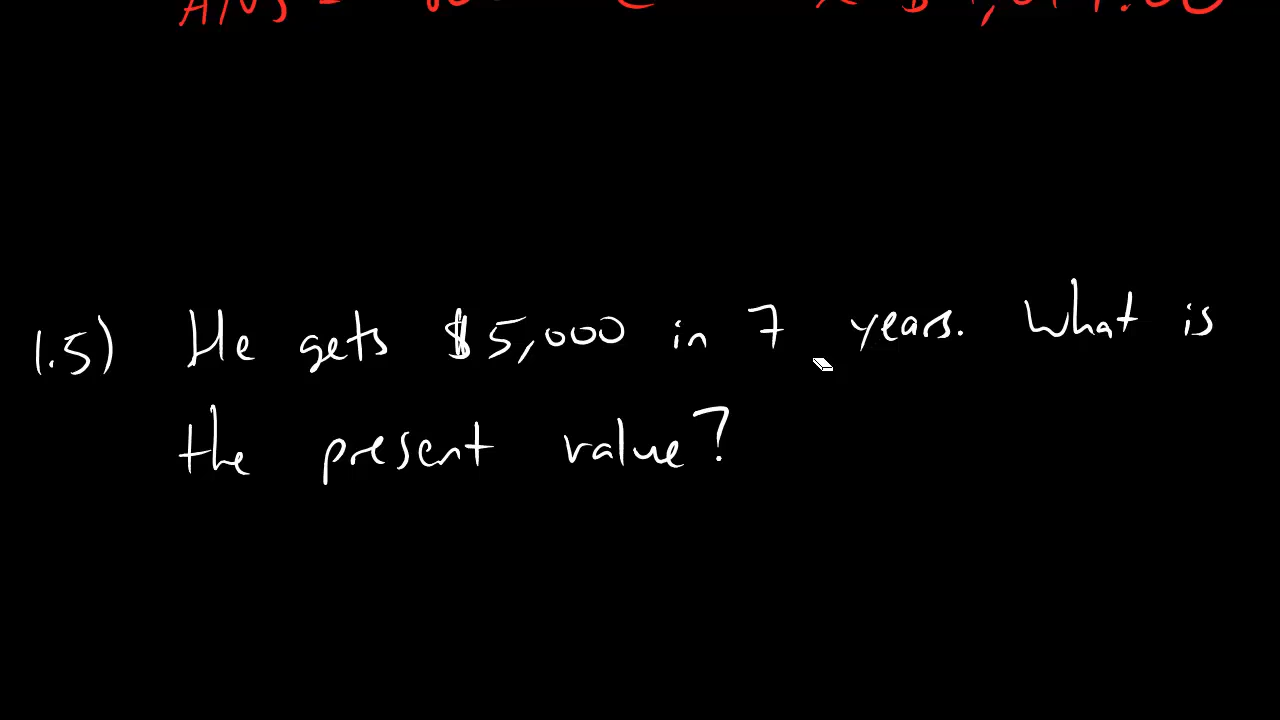 1.5) He gets $5,000 in 7 years. What is
the present value?